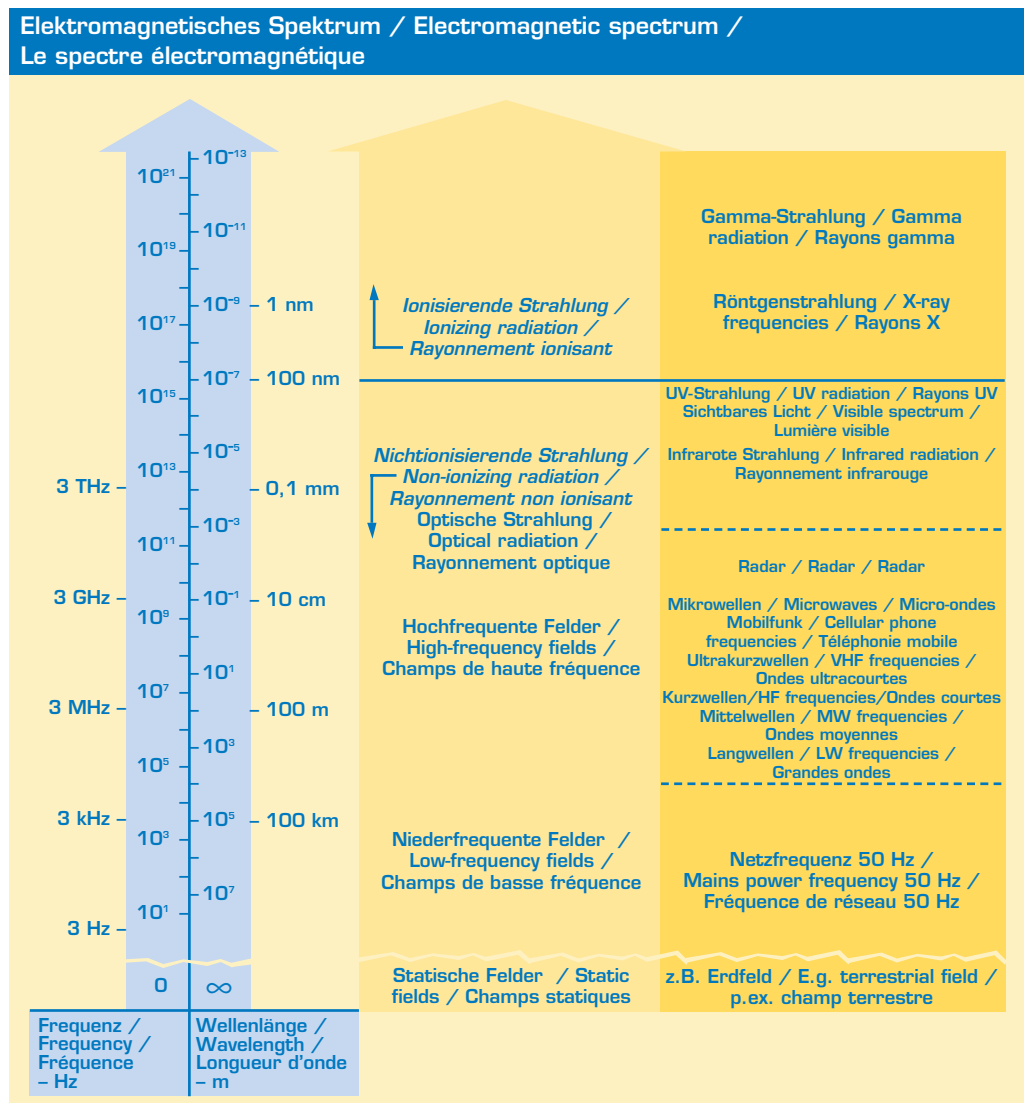 Elektromagnetisches Spektrum / Electromagnetic spectrum /
Le spectre électromagnétique
10²¹
10¹⁹
10¹⁷
10¹⁵
10¹³
10¹¹
10⁹
10⁷
10⁵
10³
10¹
0
3 THz
3 GHz
3 MHz
3 kHz
3 Hz
10⁻¹³
10⁻¹¹
10⁻⁹
10⁻⁷
10⁻⁵
10⁻³
10⁻¹
10¹
10³
10⁵
10⁷
∞
1 nm
100 nm
0,1 mm
10 cm
100 m
100 km
Frequenz /
Frequency /
Fréquence
– Hz
Wellenlänge /
Wavelength /
Longueur d'onde
– m
Ionisierende Strahlung /
Ionizing radiation /
Rayonnement ionisant
Nichtionisierende Strahlung /
Non-ionizing radiation /
Rayonnement non ionisant
Optische Strahlung /
Optical radiation /
Rayonnement optique
Hochfrequente Felder /
High-frequency fields /
Champs de haute fréquence
Niederfrequente Felder /
Low-frequency fields /
Champs de basse fréquence
Statische Felder / Static
fields / Champs statiques
Gamma-Strahlung / Gamma
radiation / Rayons gamma
Röntgenstrahlung / X-ray
frequencies / Rayons X
UV-Strahlung / UV radiation / Rayons UV
Sichtbares Licht / Visible spectrum /
Lumière visible
Infrarote Strahlung / Infrared radiation /
Rayonnement infrarouge
Radar / Radar / Radar
Mikrowellen / Microwaves / Micro-ondes
Mobilfunk / Cellular phone
frequencies / Téléphonie mobile
Ultrakurzwellen / VHF frequencies /
Ondes ultracourtes
Kurzwellen/HF frequencies/Ondes courtes
Mittelwellen / MW frequencies /
Ondes moyennes
Langwellen / LW frequencies /
Grandes ondes
Netzfrequenz 50 Hz /
Mains power frequency 50 Hz /
Fréquence de réseau 50 Hz
z.B. Erdfeld / E.g. terrestrial field /
p.ex. champ terrestre